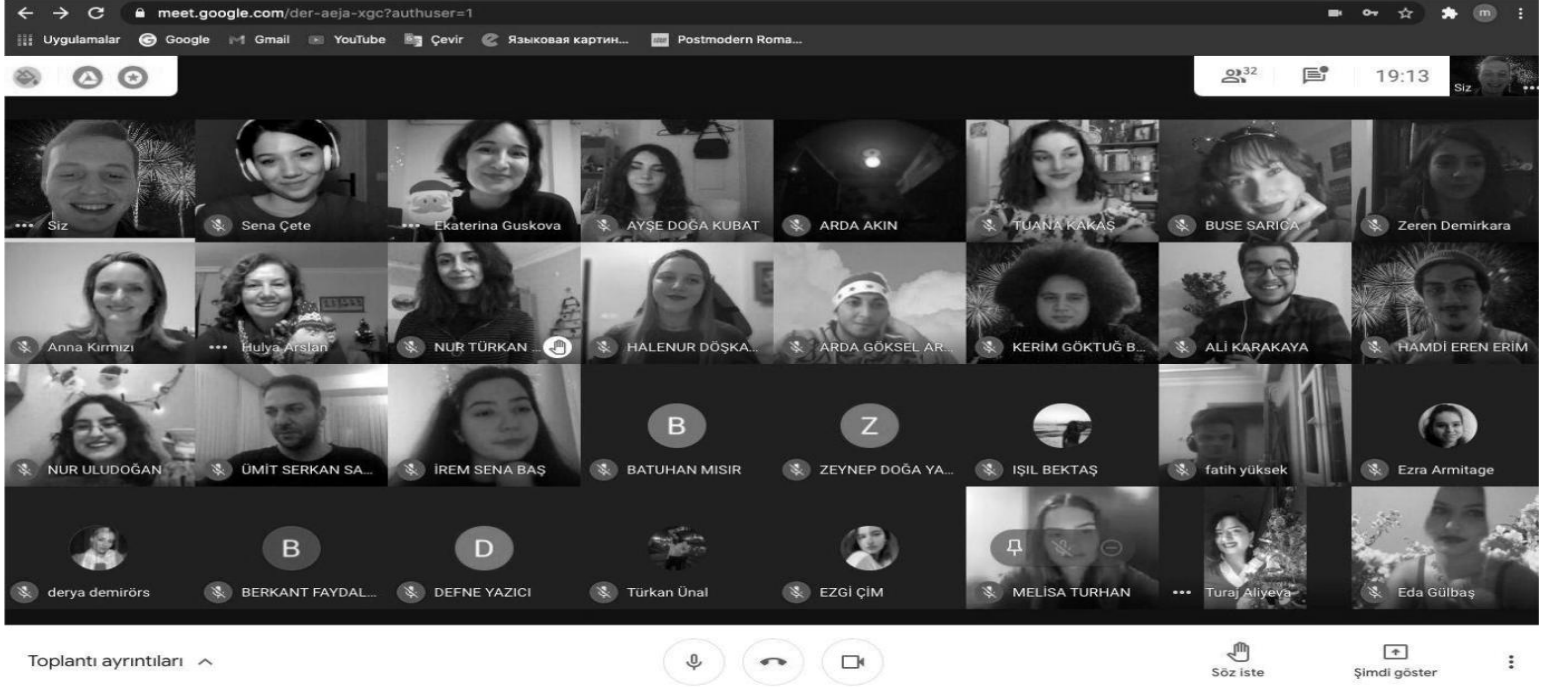 meet.google.com/der-aeja-xgc?authuser=1
m
Uygulamalar Google Gmail YouTube Çevir Языковая картин... Postmodern Roma...
32 19:13 Siz
Siz Sena Çete Ekaterina Guskova AYŞE DOĞA KUBAT ARDA AKIN TUANA KAKAŞ BUSE SARICA Zeren Demirkara
Anna Kırmızı Hulya Arslan NUR TÜRKAN ... HALENUR DÖŞKA... ARDA GÖKSEL AR... KERİM GÖKTUĞ B... ALİ KARAKAYA HAMDİ EREN ERİM
B Z
NUR ULUDOĞAN ÜMİT SERKAN SA... İREM SENA BAŞ BATUHAN MISIR ZEYNEP DOĞA YA... IŞIL BEKTAŞ fatih yüksek Ezra Armitage
B D
derya demirörs BERKANT FAYDAL... DEFNE YAZICI Türkan Ünal EZGİ ÇİM MELİSA TURHAN Turaj Aliyeva Eda Gülbaş
Toplantı ayrıntıları Söz iste Şimdi göster